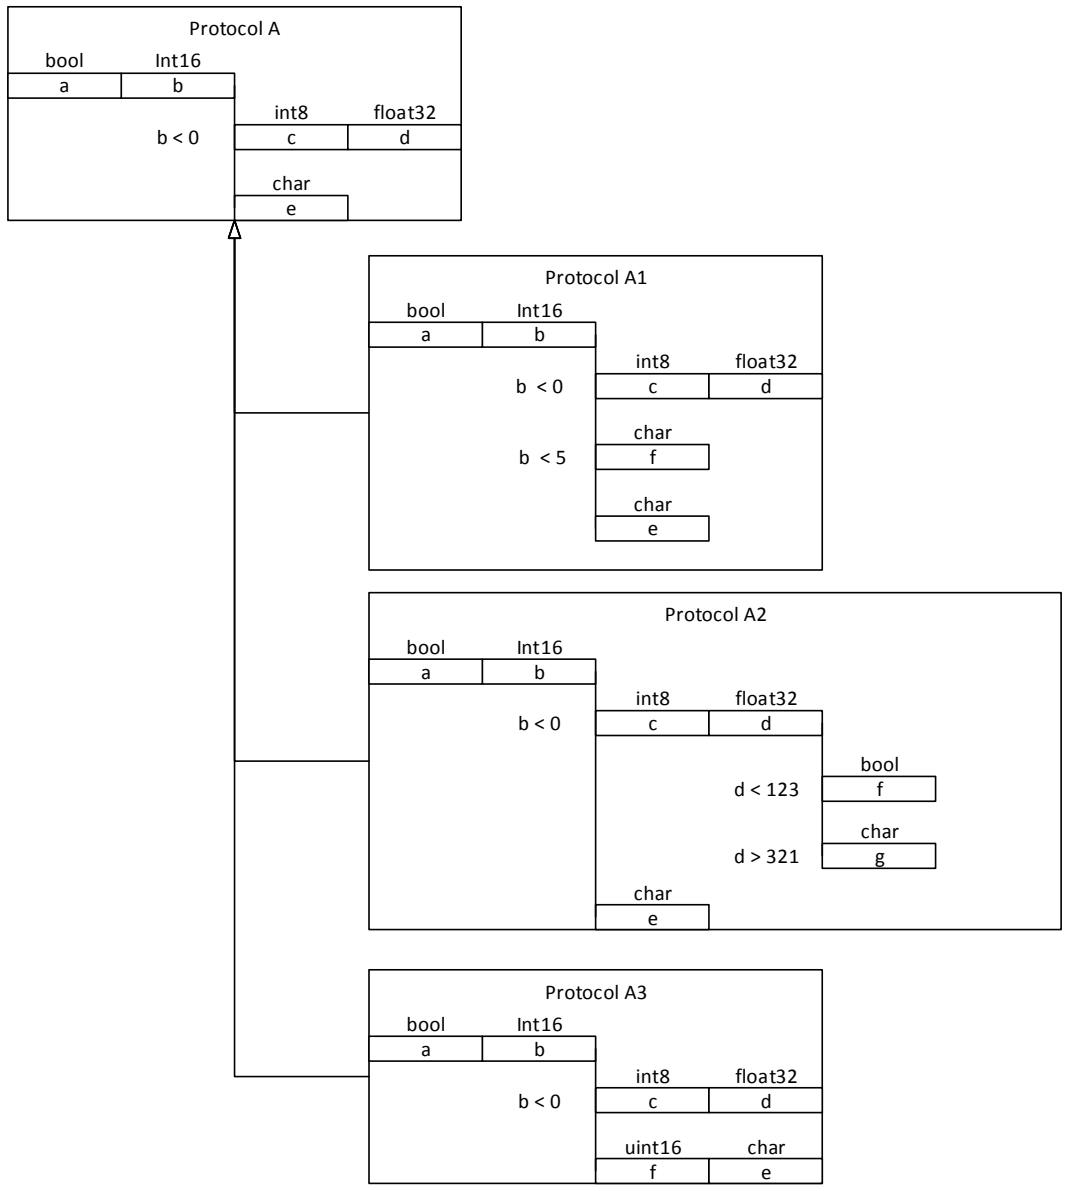 Protocol A
bool Int16
a b
int8 float32
b < 0 c d
char
e
Protocol A1
bool Int16
a b
int8 float32
b < 0 c d
char
b < 5 f
char
e
Protocol A2
bool Int16
a b
int8 float32
b < 0 c d
bool
d < 123 f
char
d > 321 g
char
e
Protocol A3
bool Int16
a b
int8 float32
b < 0 c d
uint16 char
f e